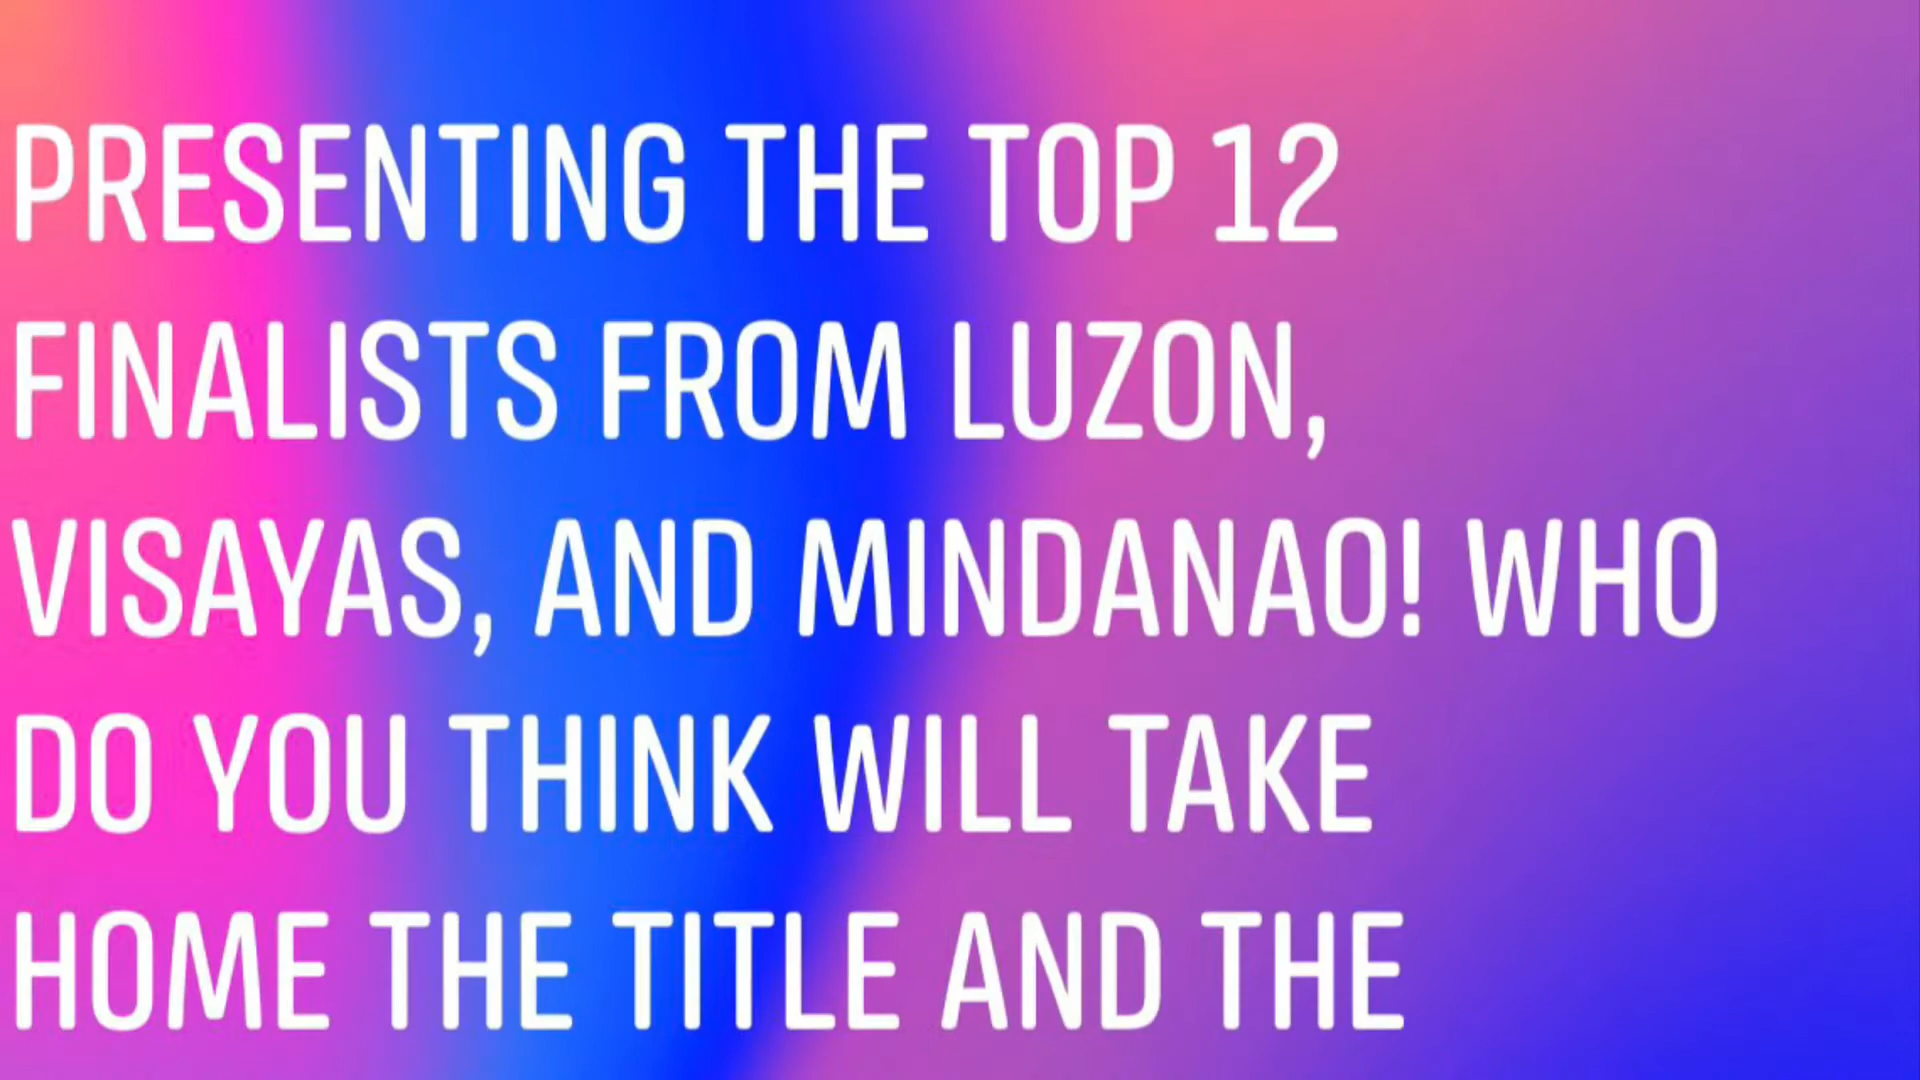 PRESENTING THE TOP 12
FINALISTS FROM LUZON,
VISAYAS, AND MINDANAO! WHO
DO YOU THINK WILL TAKE
HOME THE TITLE AND THE